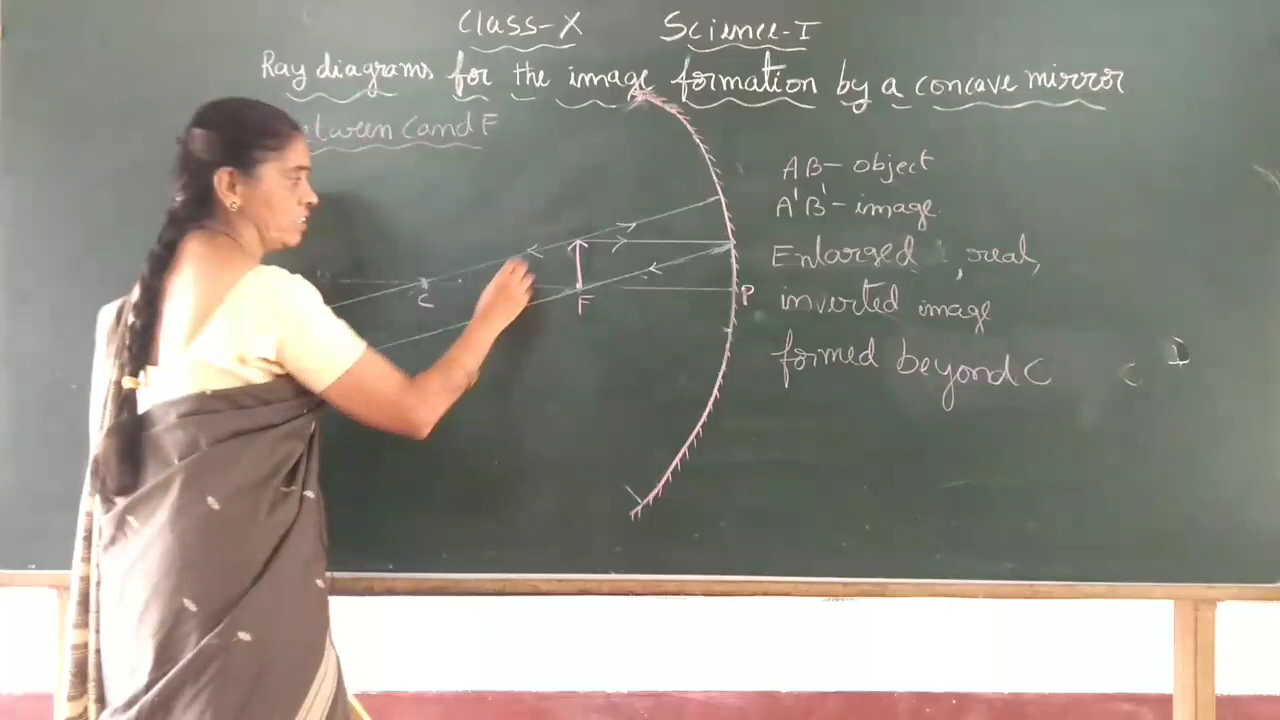 Class-X Science-I
Ray diagrams for the image formation by a concave mirror
between C and F
AB- object
A'B'- image
Enlarged, real,
inverted image
formed beyond C
C
F
P